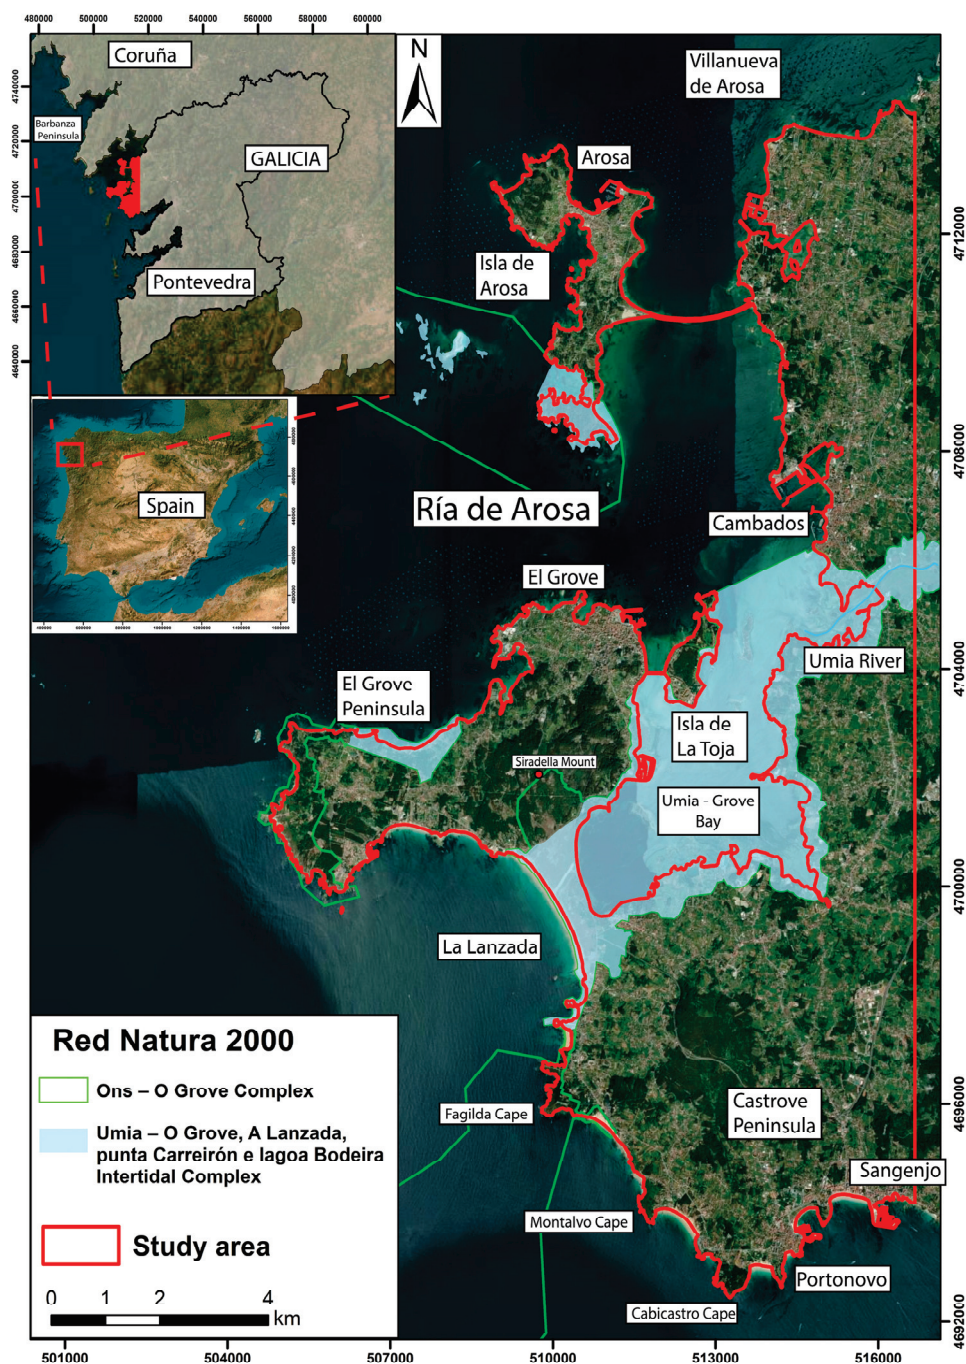 480000 500000 520000 540000 560000 580000 600000
4740000
4720000
4700000
4680000
4660000
4640000
Coruña
Barbanza
Peninsula
GALICIA
Pontevedra
N
Villanueva
de Arosa
Arosa
Isla de
Arosa
Spain
Ría de Arosa
Cambados
El Grove
Umia River
El Grove
Peninsula
Isla de
La Toja
Siradella Mount
Umia - Grove
Bay
La Lanzada
Castrove
Peninsula
Fagilda Cape
Sangenjo
Montalvo Cape
Portonovo
Cabicastro Cape
4712000
4708000
4704000
4700000
4696000
4692000
Red Natura 2000
Ons – O Grove Complex
Umia – O Grove, A Lanzada,
punta Carreirón e lagoa Bodeira
Intertidal Complex
Study area
0 1 2 4
km
501000 504000 507000 510000 513000 516000